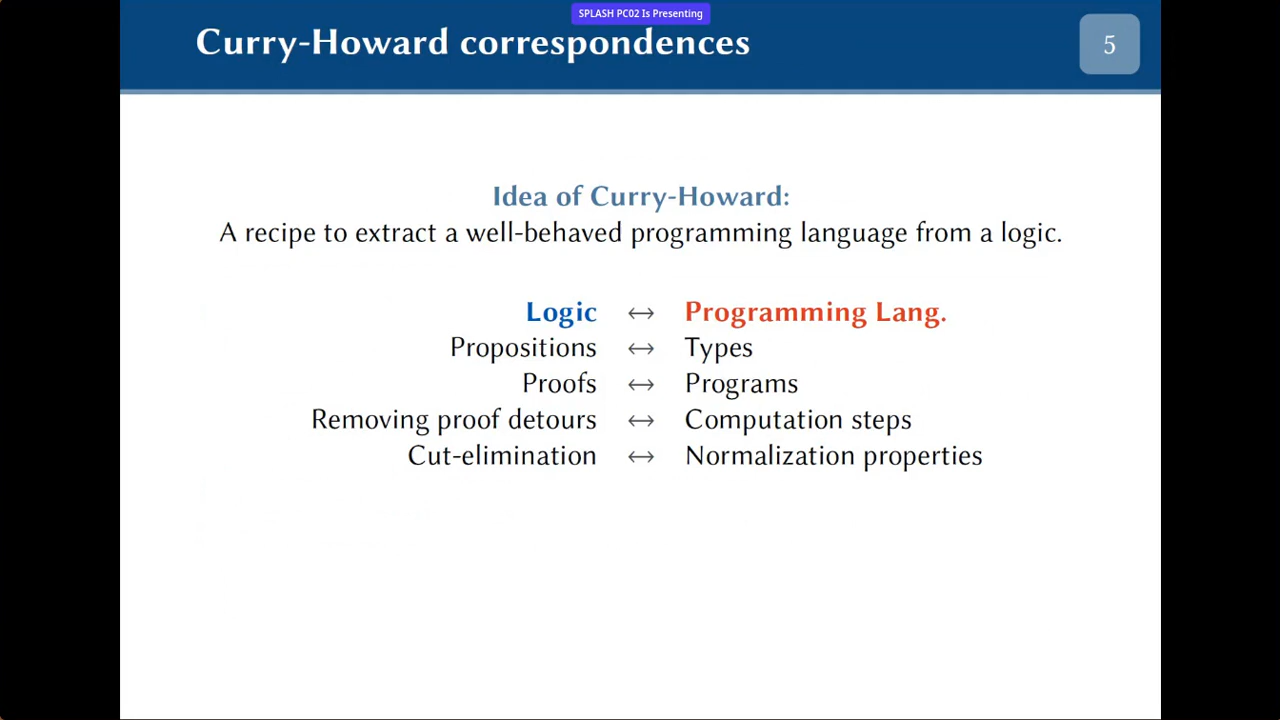 SPLASH PC02 Is Presenting
Curry-Howard correspondences
5
Idea of Curry-Howard:
A recipe to extract a well-behaved programming language from a logic.
Logic ↔ Programming Lang.
Propositions ↔ Types
Proofs ↔ Programs
Removing proof detours ↔ Computation steps
Cut-elimination ↔ Normalization properties